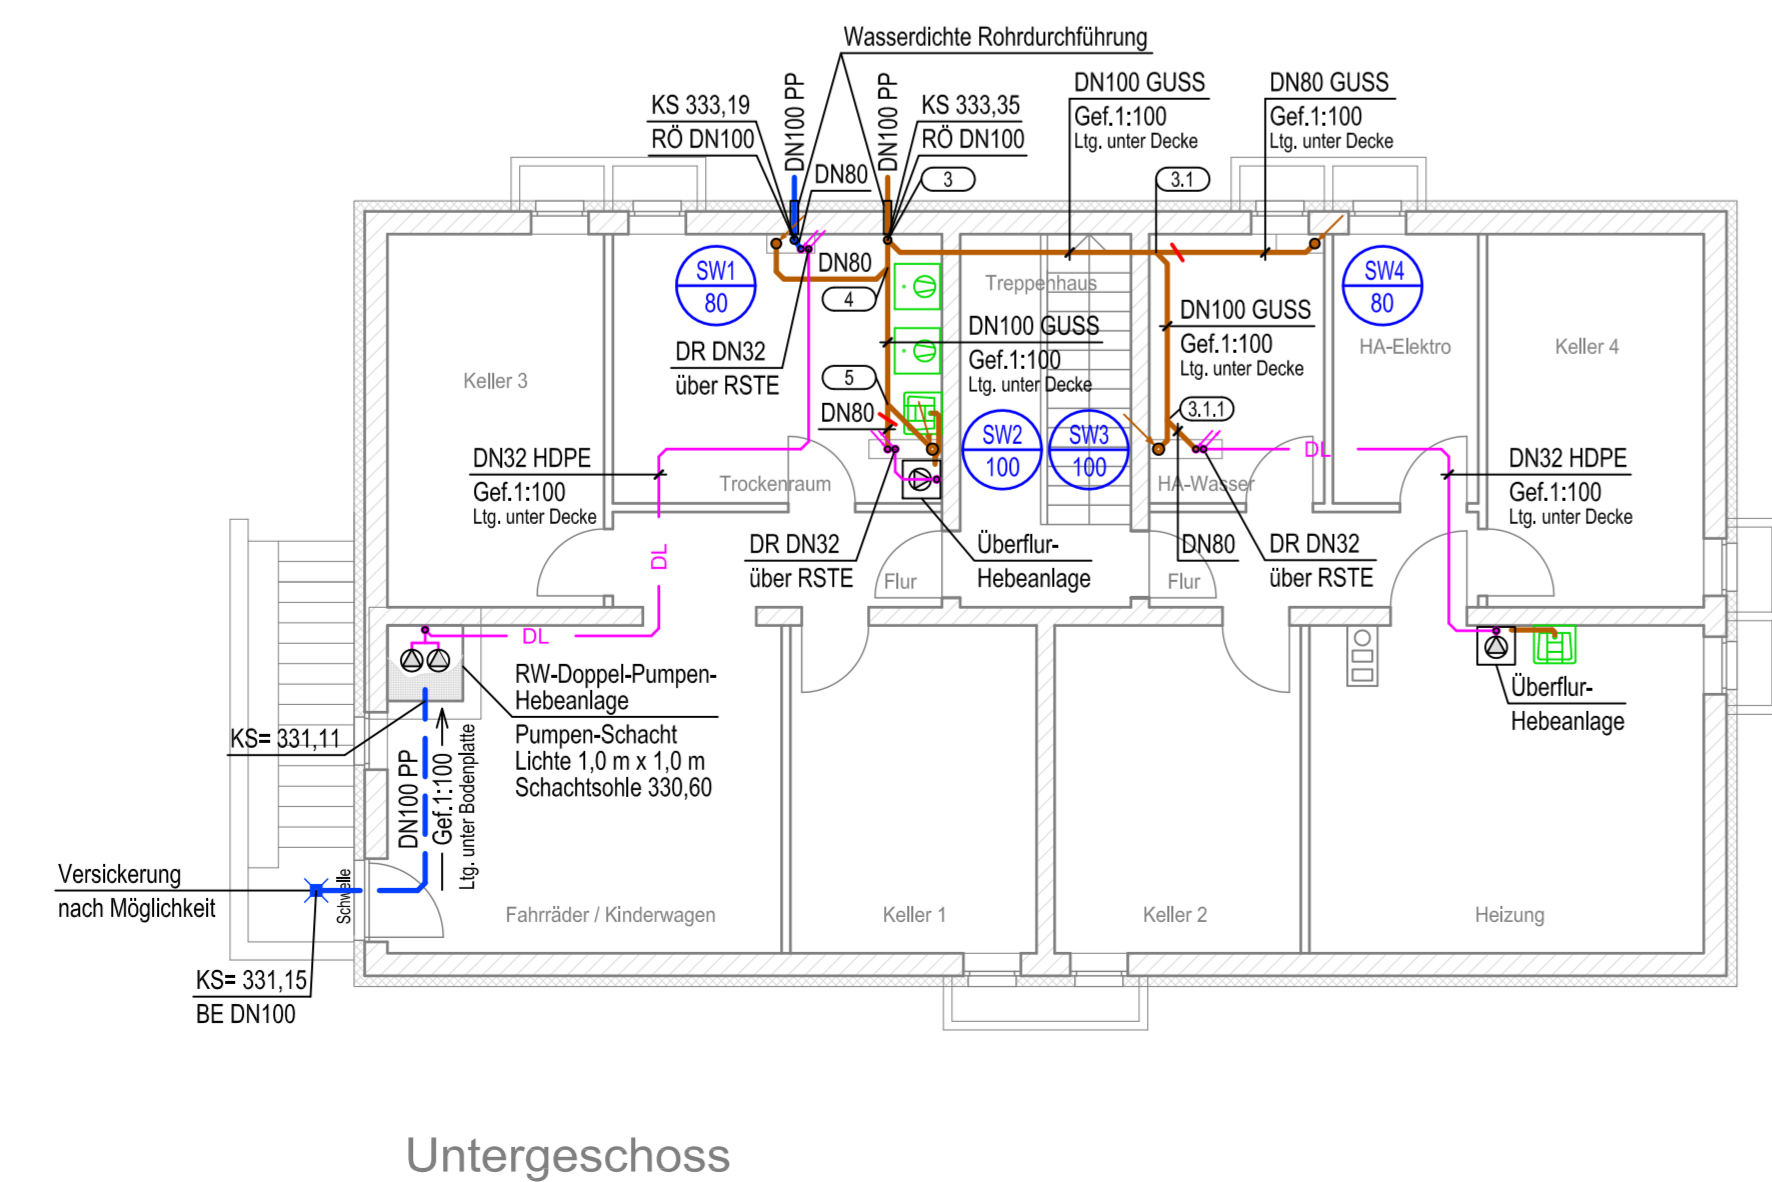 Wasserdichte Rohrdurchführung
KS 333,19
RÖ DN100
DN100 PP
DN80
DN100 PP
KS 333,35
RÖ DN100
3
DN100 GUSS
Gef.1:100
Ltg. unter Decke
3.1
DN80 GUSS
Gef.1:100
Ltg. unter Decke
SW1
80
DN80
4
DR DN32
über RSTE
Treppenhaus
DN100 GUSS
Gef.1:100
Ltg. unter Decke
DN100 GUSS
Gef.1:100
Ltg. unter Decke
SW4
80
HA-Elektro
Keller 4
Keller 3
5
DN80
3.1.1
SW2
100
SW3
100
DL
DN32 HDPE
Gef.1:100
Ltg. unter Decke
Trockenraum
HA-Wasser
DN32 HDPE
Gef.1:100
Ltg. unter Decke
DL
DR DN32
über RSTE
Flur
Überflur-
Hebeanlage
Flur
DN80
DR DN32
über RSTE
DL
RW-Doppel-Pumpen-
Hebeanlage
Pumpen-Schacht
Lichte 1,0 m x 1,0 m
Schachtsohle 330,60
Überflur-
Hebeanlage
KS= 331,11
DN100 PP
Gef.1:100
Ltg. unter Bodenplatte
Versickerung
nach Möglichkeit
Schwelle
Fahrräder / Kinderwagen
Keller 1
Keller 2
Heizung
KS= 331,15
BE DN100
Untergeschoss